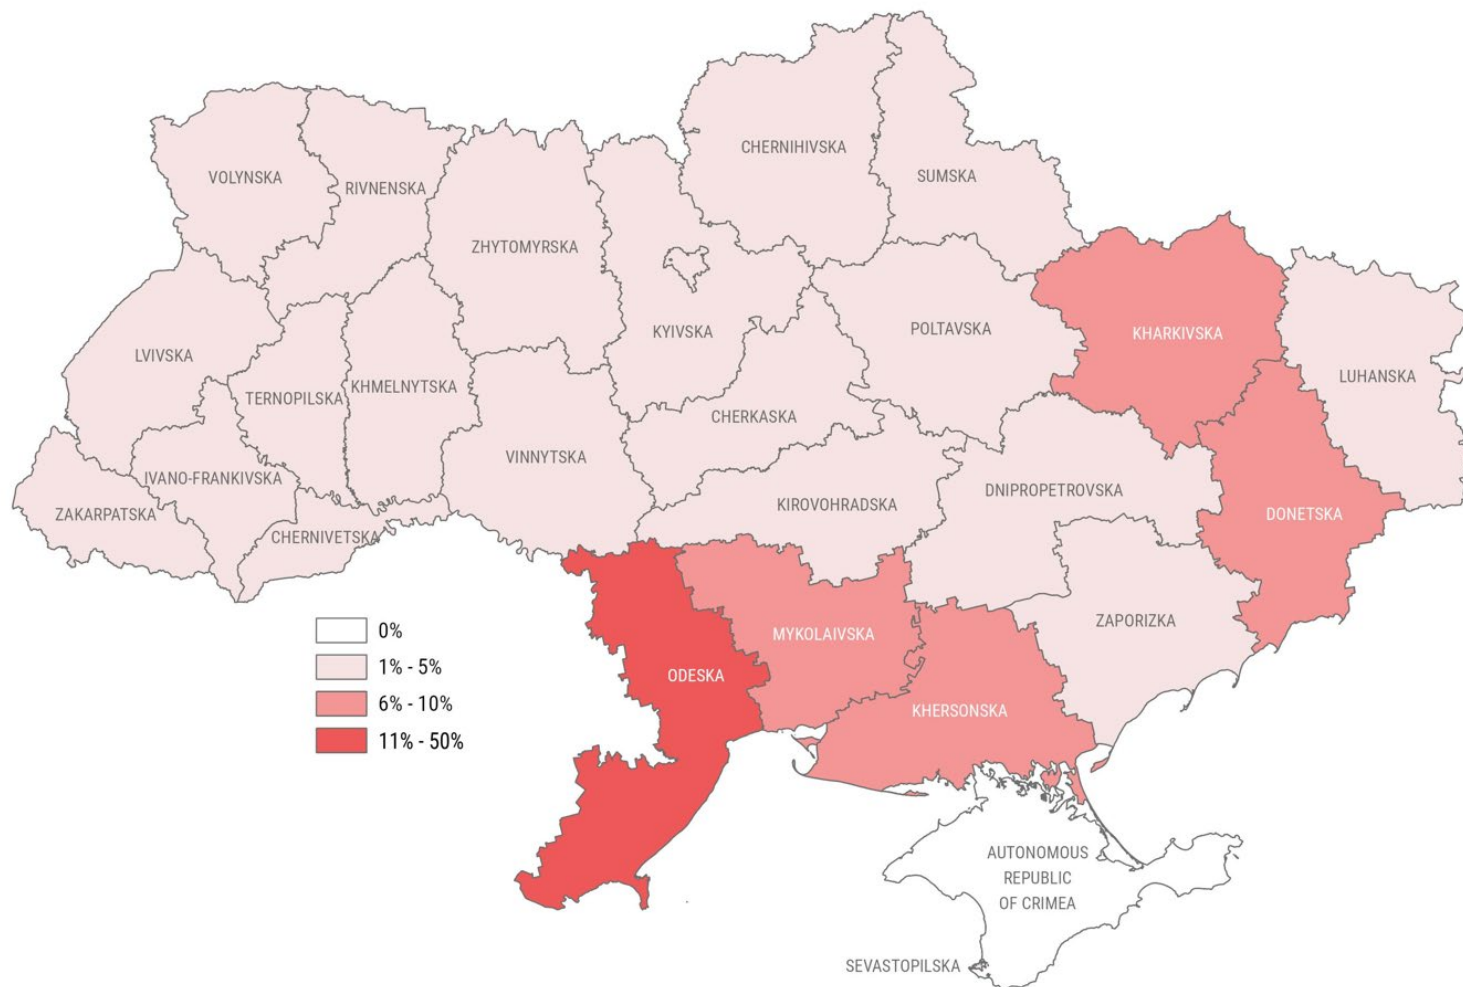 CHERNIHIVSKA
SUMSKA
VOLYNSKA
RIVNENSKA
ZHYTOMYRSKA
KYIVSKA
POLTAVSKA
KHARKIVSKA
LUHANSKA
LVIVSKA
TERNOPILSKA
KHMELNYTSKA
CHERKASKA
VINNYTSKA
IVANO-FRANKIVSKA
ZAKARPATSKA
CHERNIVETSKA
KIROVOHRADSKA
DNIPROPETROVSKA
DONETSKA
ZAPORIZKA
MYKOLAIVSKA
ODESKA
KHERSONSKA
0%
1% - 5%
6% - 10%
11% - 50%
AUTONOMOUS
REPUBLIC
OF CRIMEA
SEVASTOPILSKA